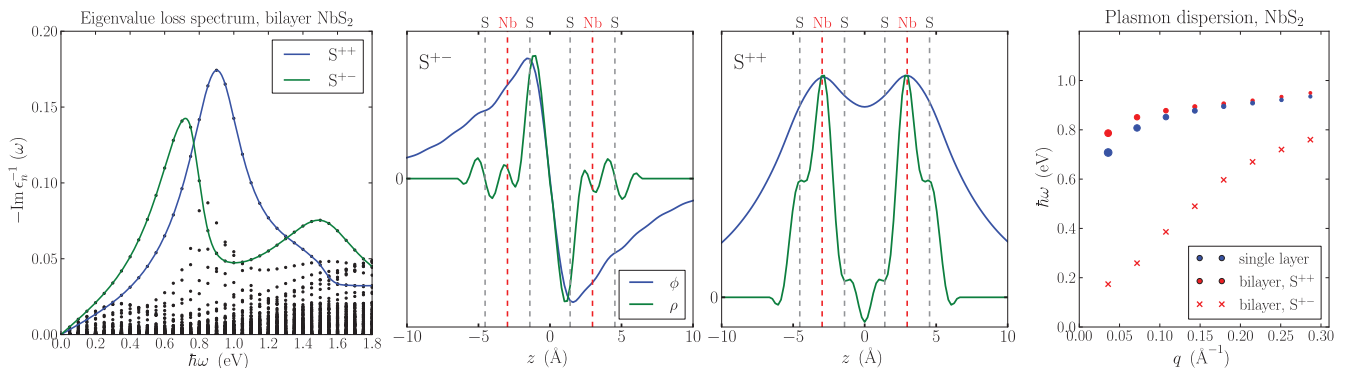 Eigenvalue loss spectrum, bilayer NbS₂
0.20
0.15
0.10
0.05
0.00
−Im ϵₙ⁻¹ (ω)
S⁺⁺
S⁺⁻
0.0 0.2 0.4 0.6 0.8 1.0 1.2 1.4 1.6 1.8
ħω (eV)
S Nb S S Nb S
S⁺⁻
0
ϕ
ρ
−10 −5 0 5 10
z (Å)
S Nb S S Nb S
S⁺⁺
0
−10 −5 0 5 10
z (Å)
Plasmon dispersion, NbS₂
1.0
0.8
0.6
0.4
0.2
0.0
ħω (eV)
single layer
bilayer, S⁺⁺
bilayer, S⁺⁻
0.00 0.05 0.10 0.15 0.20 0.25 0.30
q (Å⁻¹)